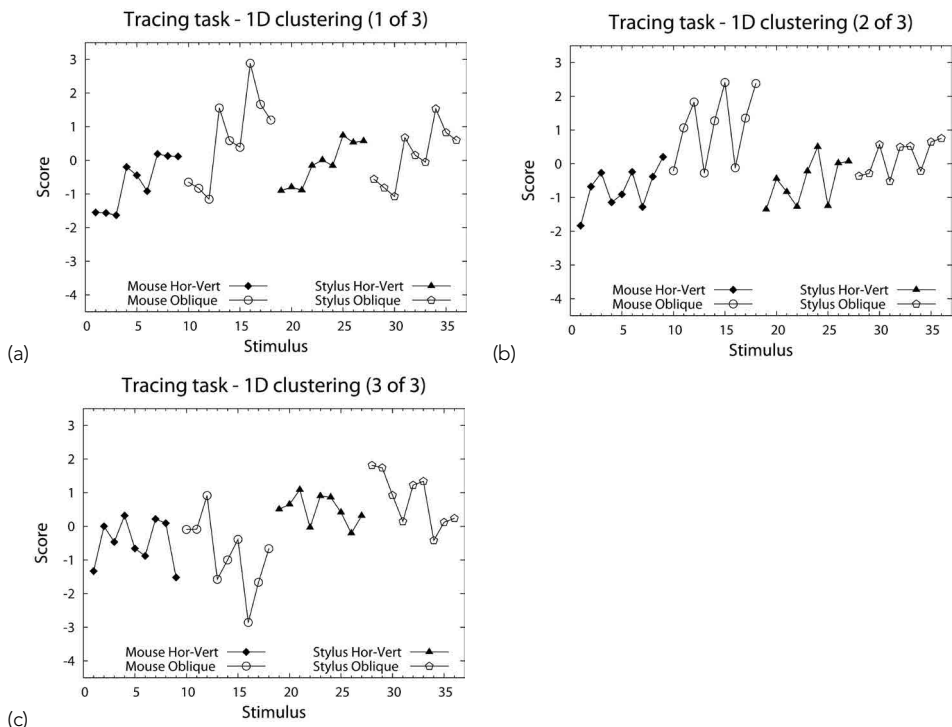 Tracing task - 1D clustering (1 of 3)
3
2
1
0
-1
-2
-3
-4
Score
Mouse Hor-Vert
Stylus Hor-Vert
Mouse Oblique
Stylus Oblique
0 5 10 15 20 25 30 35
Stimulus
(a)
Tracing task - 1D clustering (2 of 3)
3
2
1
0
-1
-2
-3
-4
Score
Mouse Hor-Vert
Stylus Hor-Vert
Mouse Oblique
Stylus Oblique
0 5 10 15 20 25 30 35
Stimulus
(b)
Tracing task - 1D clustering (3 of 3)
3
2
1
0
-1
-2
-3
-4
Score
Mouse Hor-Vert
Stylus Hor-Vert
Mouse Oblique
Stylus Oblique
0 5 10 15 20 25 30 35
Stimulus
(c)